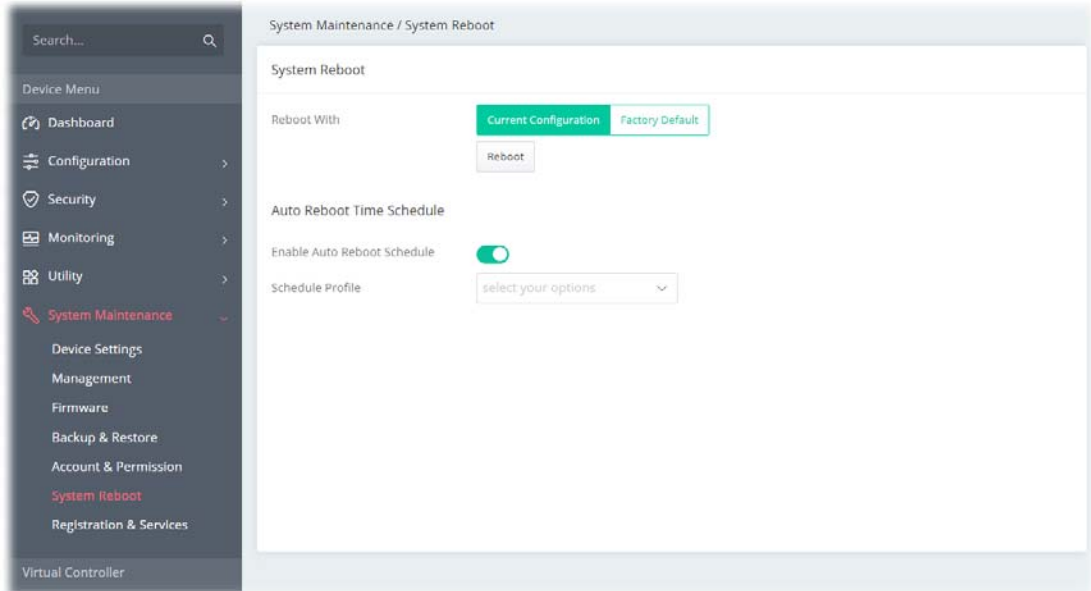 Search...
Device Menu
Dashboard
Configuration
Security
Monitoring
Utility
System Maintenance
Device Settings
Management
Firmware
Backup & Restore
Account & Permission
System Reboot
Registration & Services
Virtual Controller
System Maintenance / System Reboot
System Reboot
Reboot With
Current Configuration
Factory Default
Reboot
Auto Reboot Time Schedule
Enable Auto Reboot Schedule
Schedule Profile
select your options